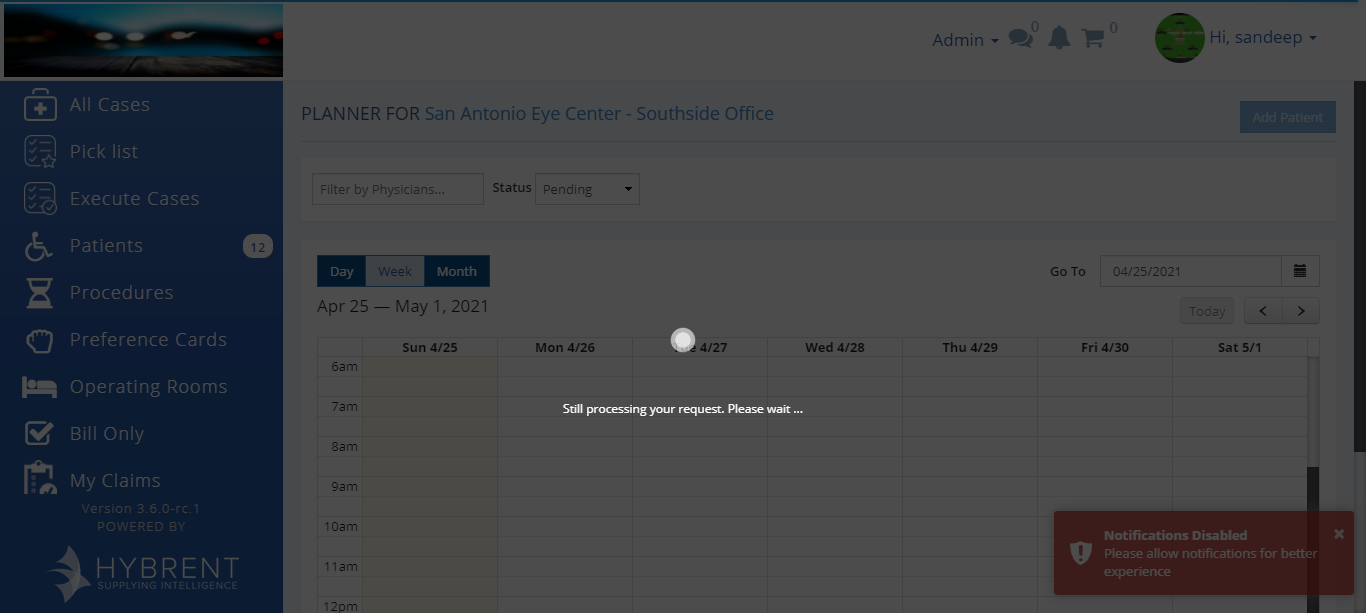 Admin
0
0
Hi, sandeep
All Cases
Pick list
Execute Cases
Patients 12
Procedures
Preference Cards
Operating Rooms
Bill Only
My Claims
Version 3.6.0-rc.1
POWERED BY
HYBRENT
SUPPLYING INTELLIGENCE
PLANNER FOR San Antonio Eye Center - Southside Office
Add Patient
Filter by Physicians... Status Pending
Day Week Month
Go To 04/25/2021
Apr 25 — May 1, 2021
Today < >
Sun 4/25 Mon 4/26 4/27 Wed 4/28 Thu 4/29 Fri 4/30 Sat 5/1
6am
7am
Still processing your request. Please wait ...
8am
9am
10am
11am
12pm
Notifications Disabled ×
Please allow notifications for better
experience